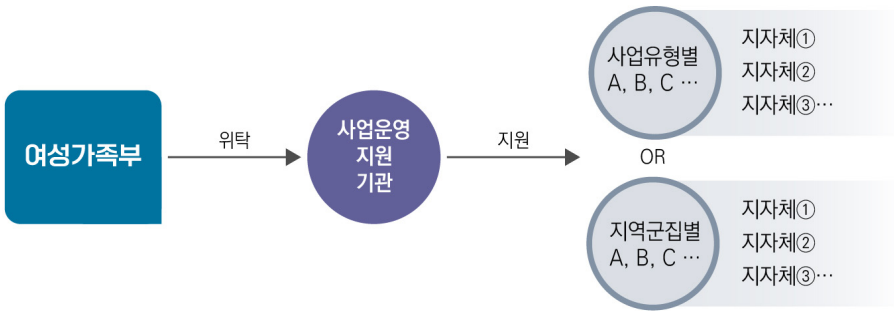 여성가족부
위탁
사업운영
지원
기관
지원
사업유형별
A, B, C …
지자체①
지자체②
지자체③…
OR
지역군집별
A, B, C …
지자체①
지자체②
지자체③…